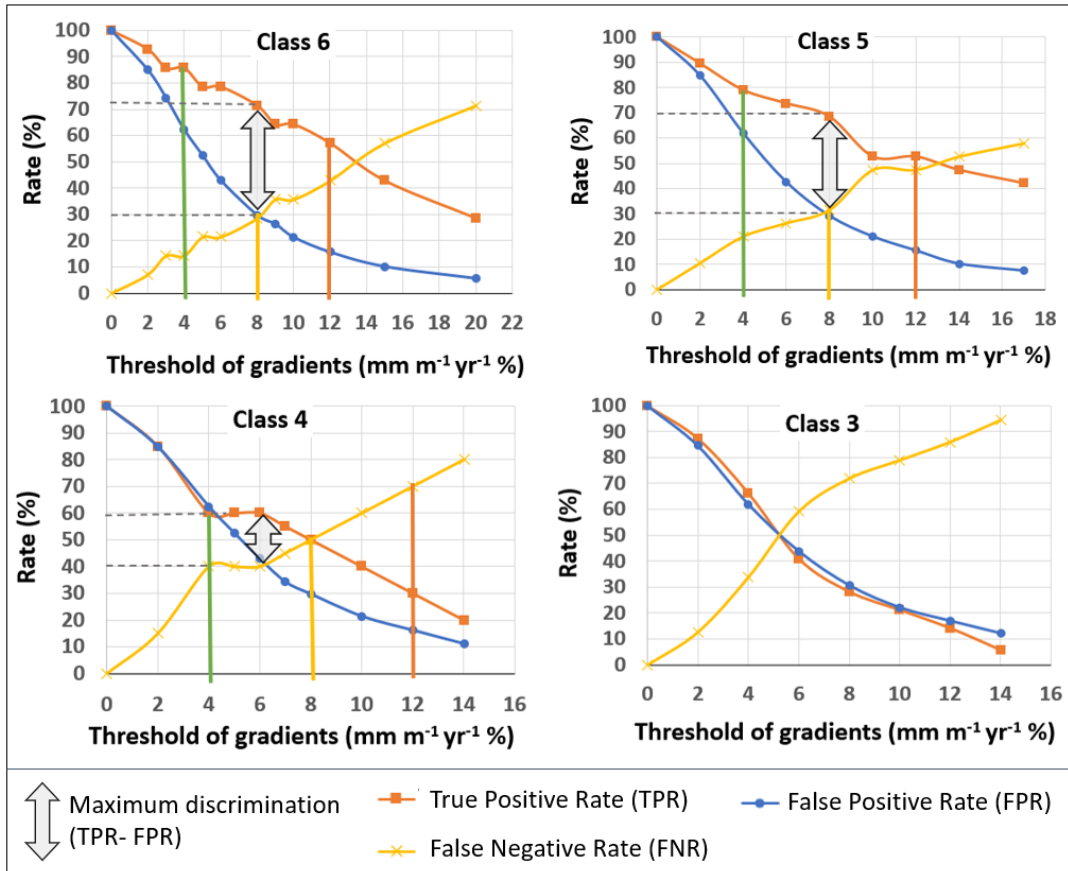 Class 6
Rate (%)
100
90
80
70
60
50
40
30
20
10
0
0 2 4 6 8 10 12 14 16 18 20 22
Threshold of gradients (mm m⁻¹ yr⁻¹ %)
Class 5
Rate (%)
100
90
80
70
60
50
40
30
20
10
0
0 2 4 6 8 10 12 14 16 18
Threshold of gradients (mm m⁻¹ yr⁻¹ %)
Class 4
Rate (%)
100
90
80
70
60
50
40
30
20
10
0
0 2 4 6 8 10 12 14 16
Threshold of gradients (mm m⁻¹ yr⁻¹ %)
Class 3
Rate (%)
100
90
80
70
60
50
40
30
20
10
0
0 2 4 6 8 10 12 14 16
Threshold of gradients (mm m⁻¹ yr⁻¹ %)
Maximum discrimination
(TPR- FPR)
True Positive Rate (TPR)
False Positive Rate (FPR)
False Negative Rate (FNR)